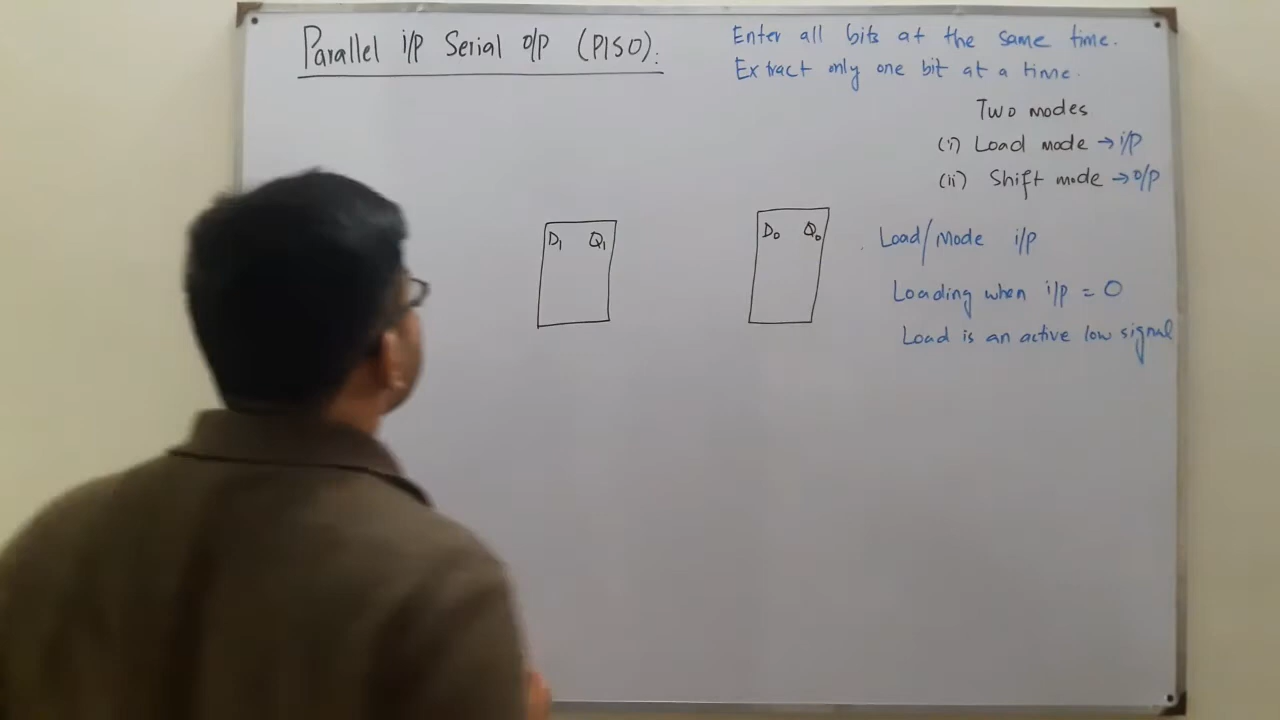 Parallel i/p Serial o/p (PISO).
Enter all bits at the same time.
Extract only one bit at a time.
Two modes
(i) Load mode → i/p
(ii) Shift mode → o/p
D₁ Q₁
D₀ Q₀
Load/Mode i/p
Loading when i/p = 0
Load is an active low signal